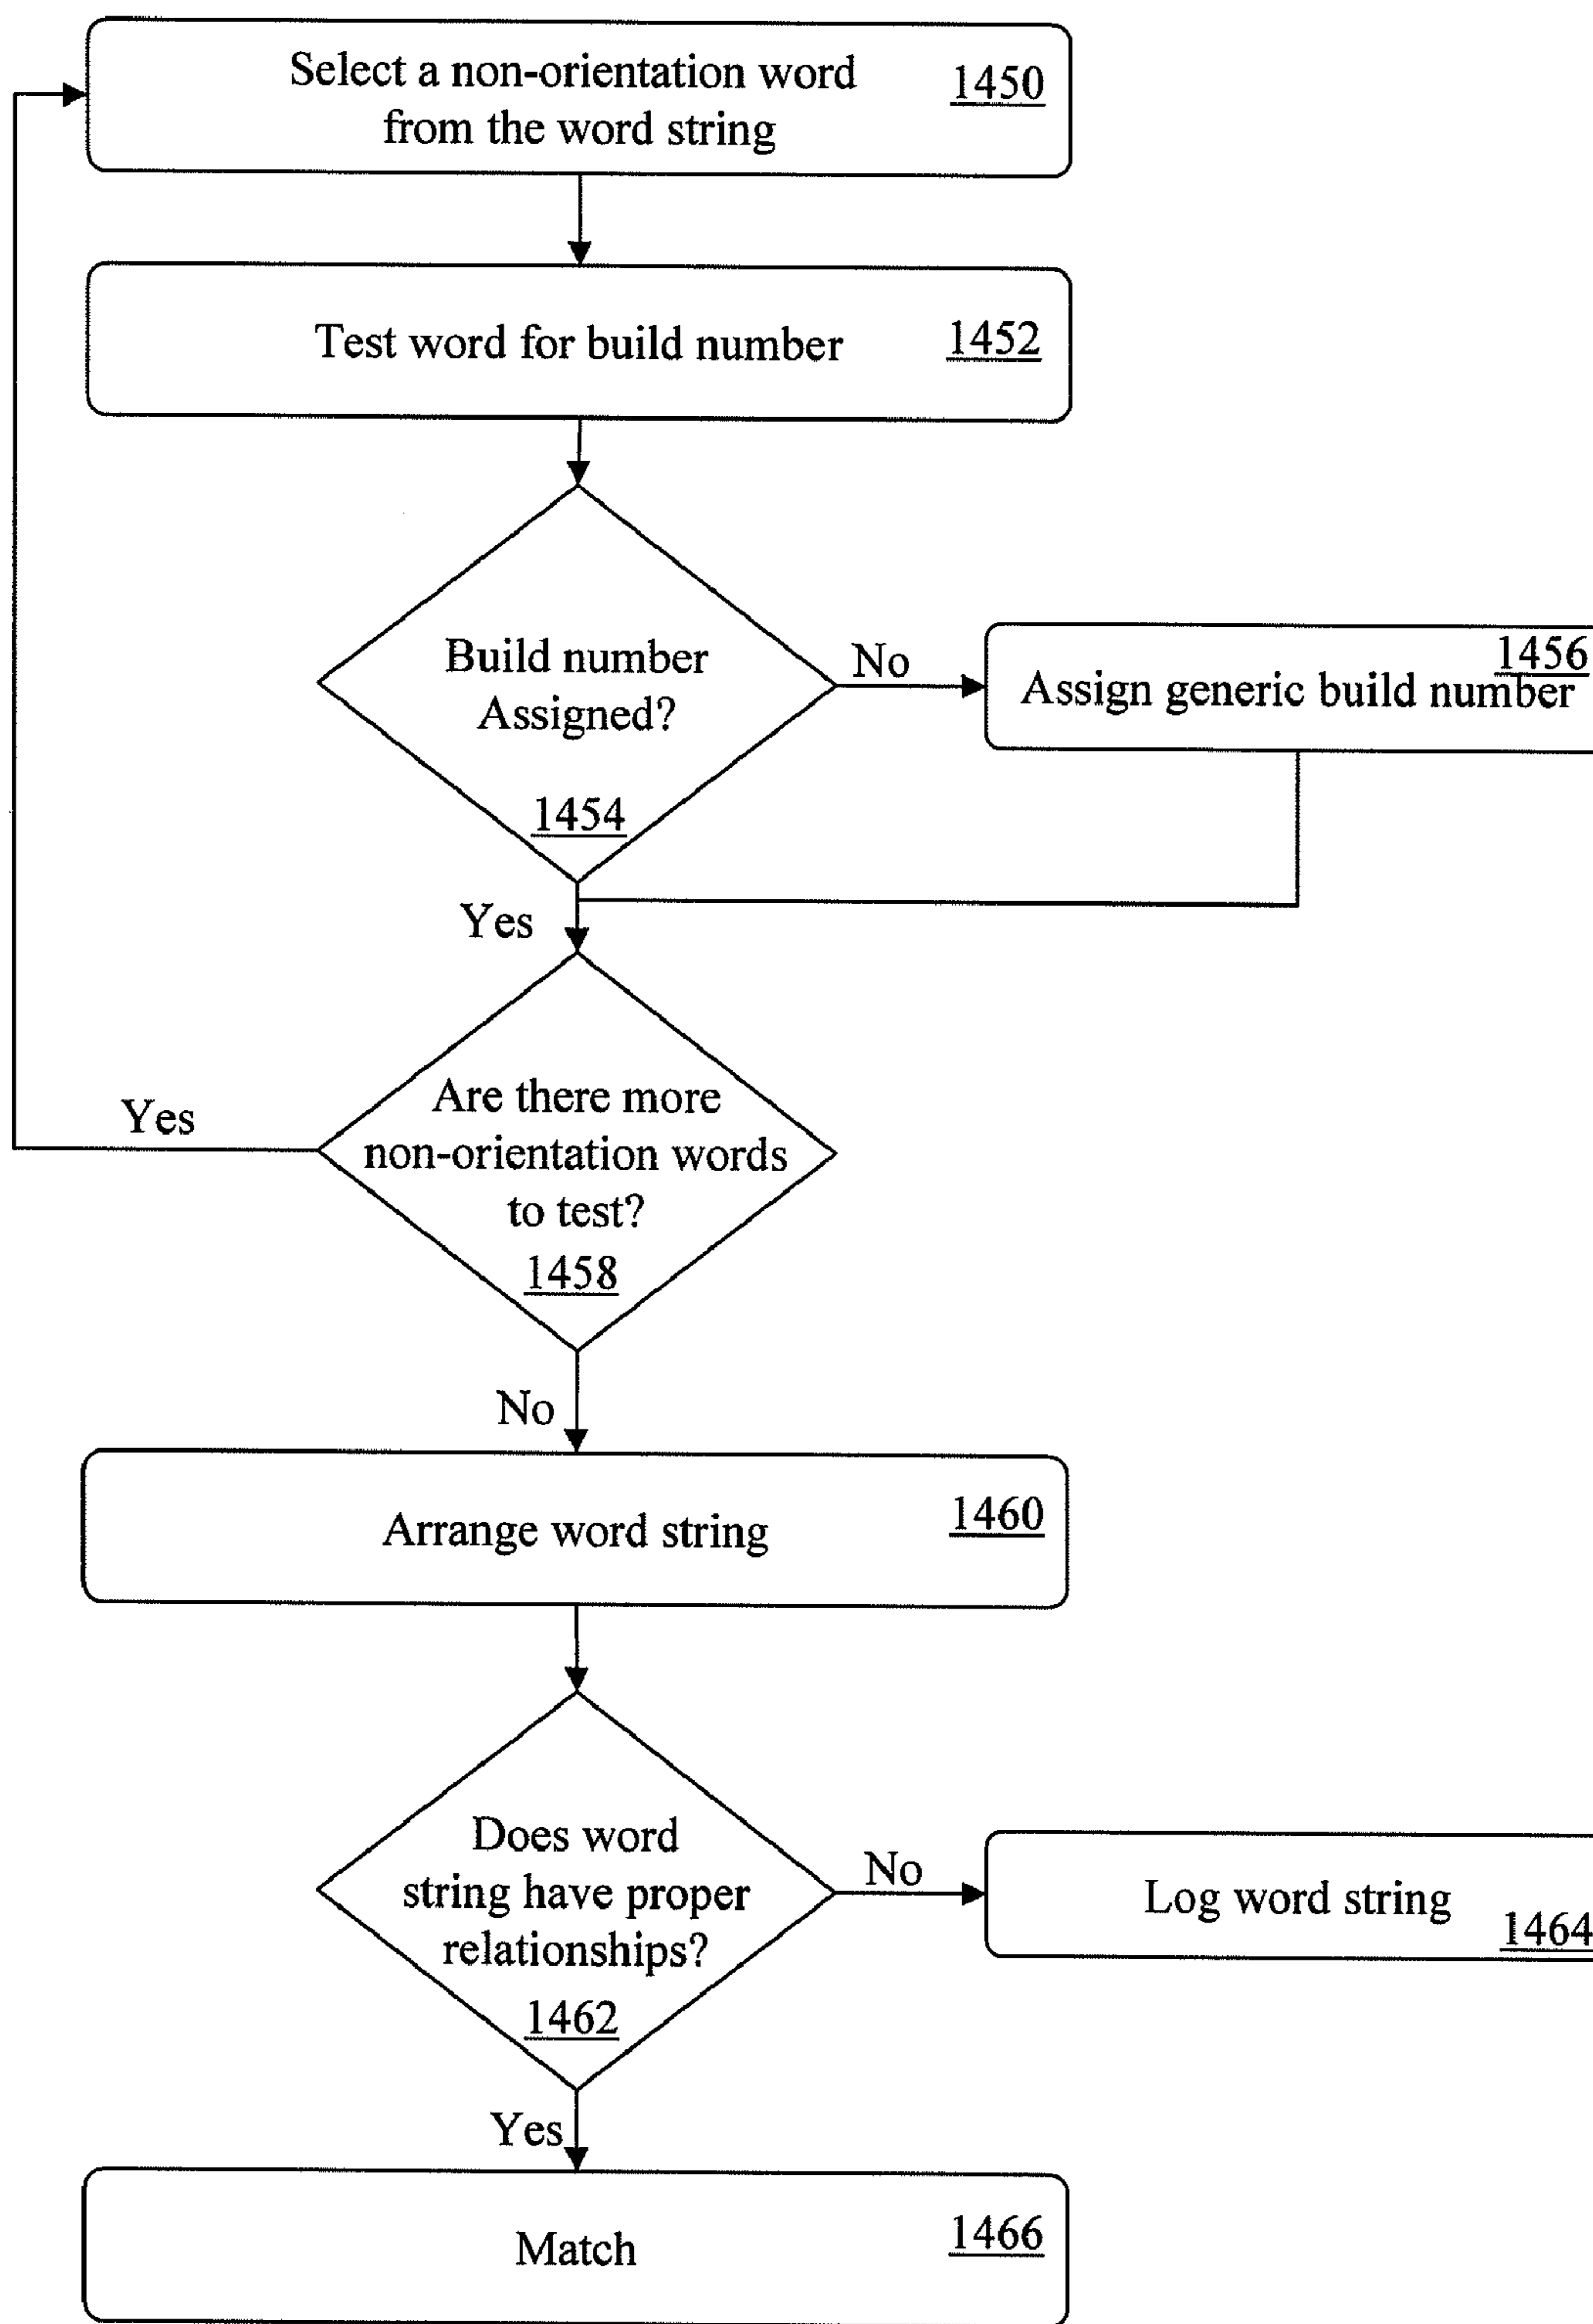 Select a non-orientation word
from the word string
1450
Test word for build number
1452
Build number
Assigned?
1454
No
1456
Assign generic build number
Yes
Are there more
non-orientation words
to test?
1458
Yes
No
Arrange word string
1460
Does word
string have proper
relationships?
1462
No
Log word string
1464
Yes
Match
1466